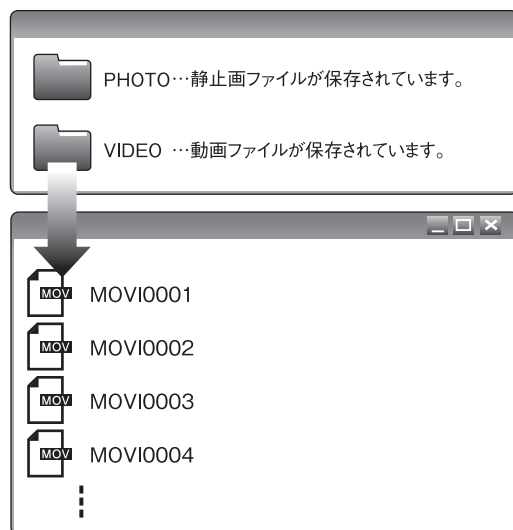 PHOTO…静止画ファイルが保存されています。
VIDEO …動画ファイルが保存されています。
MOV MOVI0001
MOV MOVI0002
MOV MOVI0003
MOV MOVI0004